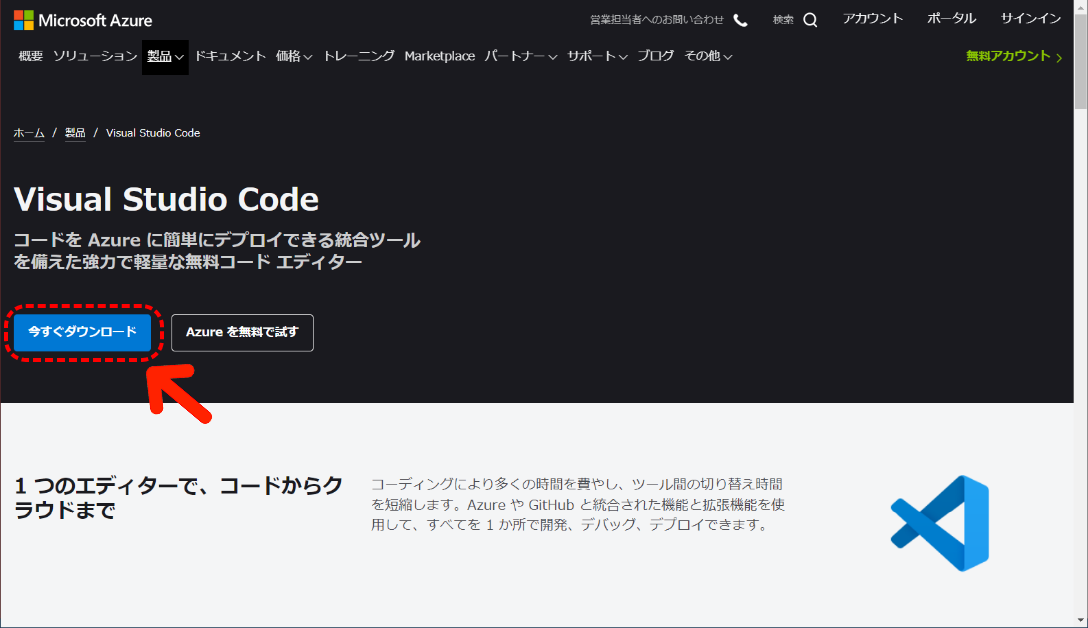 Microsoft Azure
営業担当者へのお問い合わせ 検索 アカウント ポータル サインイン
概要 ソリューション 製品 ドキュメント 価格 トレーニング Marketplace パートナー サポート ブログ その他 無料アカウント
ホーム / 製品 / Visual Studio Code
Visual Studio Code
コードを Azure に簡単にデプロイできる統合ツール
を備えた強力で軽量な無料コード エディター
今すぐダウンロード Azure を無料で試す
1 つのエディターで、コードからク
ラウドまで
コーディングにより多くの時間を費やし、ツール間の切り替え時間
を短縮します。Azure や GitHub と統合された機能と拡張機能を使
用して、すべてを 1 か所で開発、デバッグ、デプロイできます。